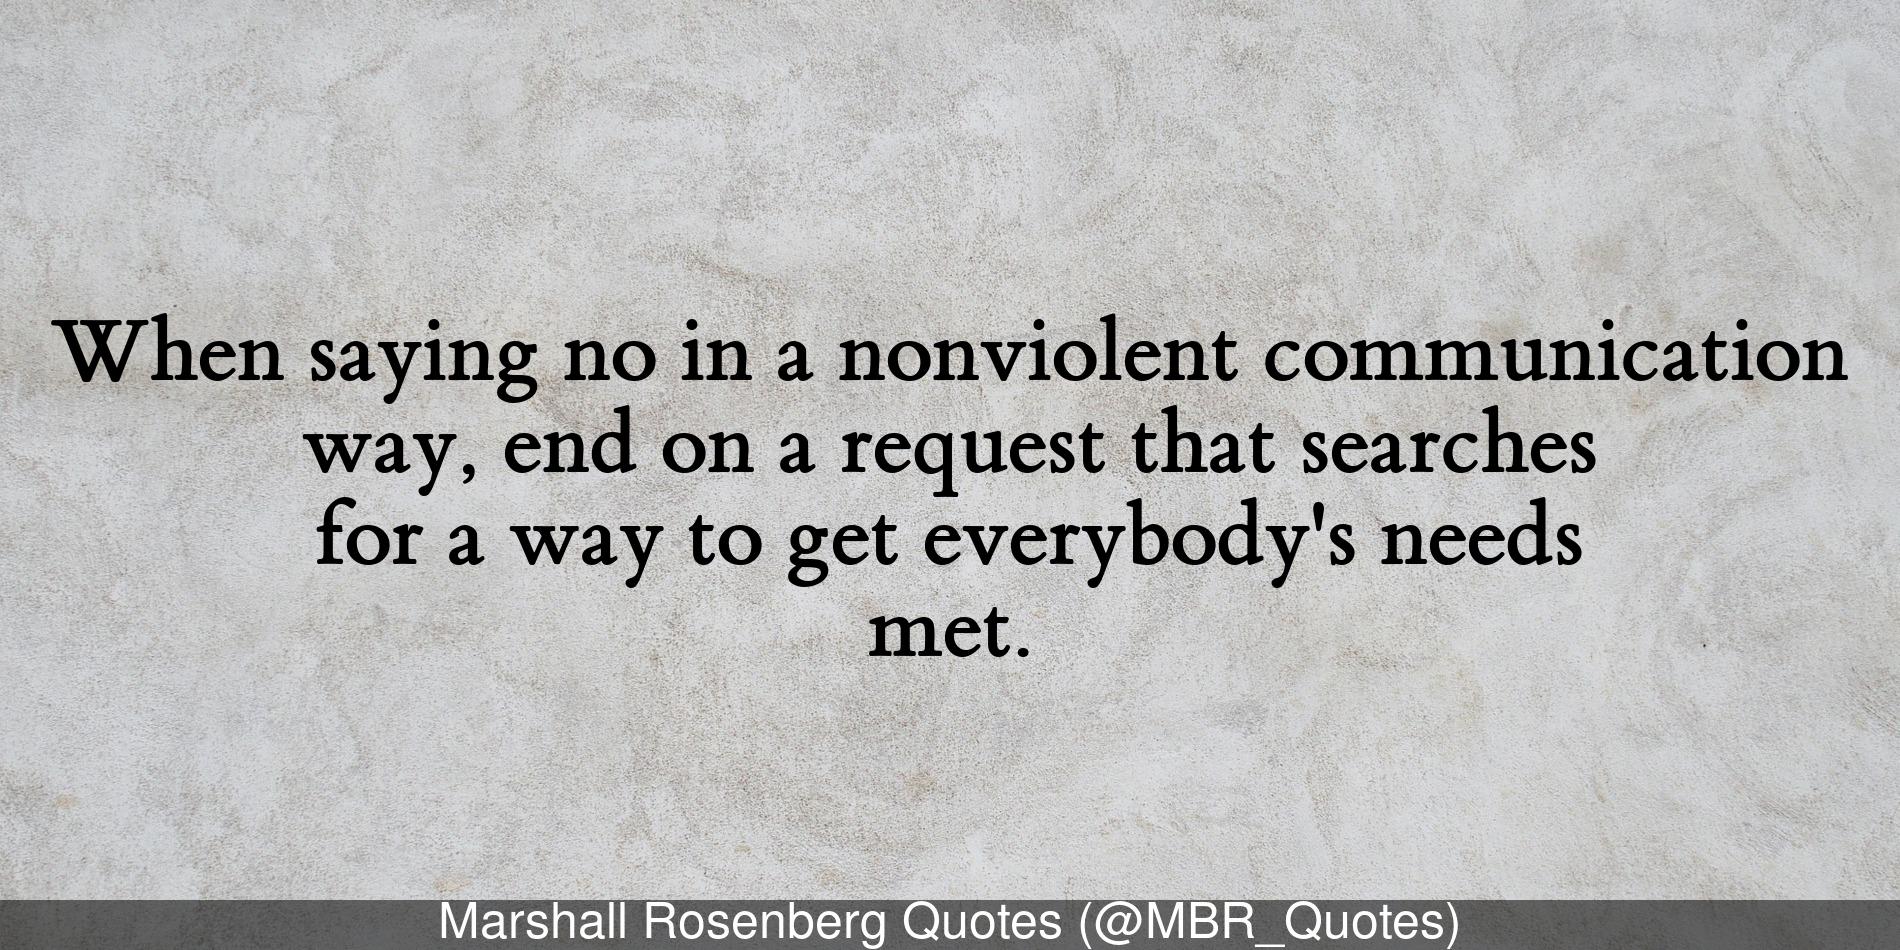 When saying no in a nonviolent communication
way, end on a request that searches
for a way to get everybody's needs
met.
Marshall Rosenberg Quotes (@MBR_Quotes)